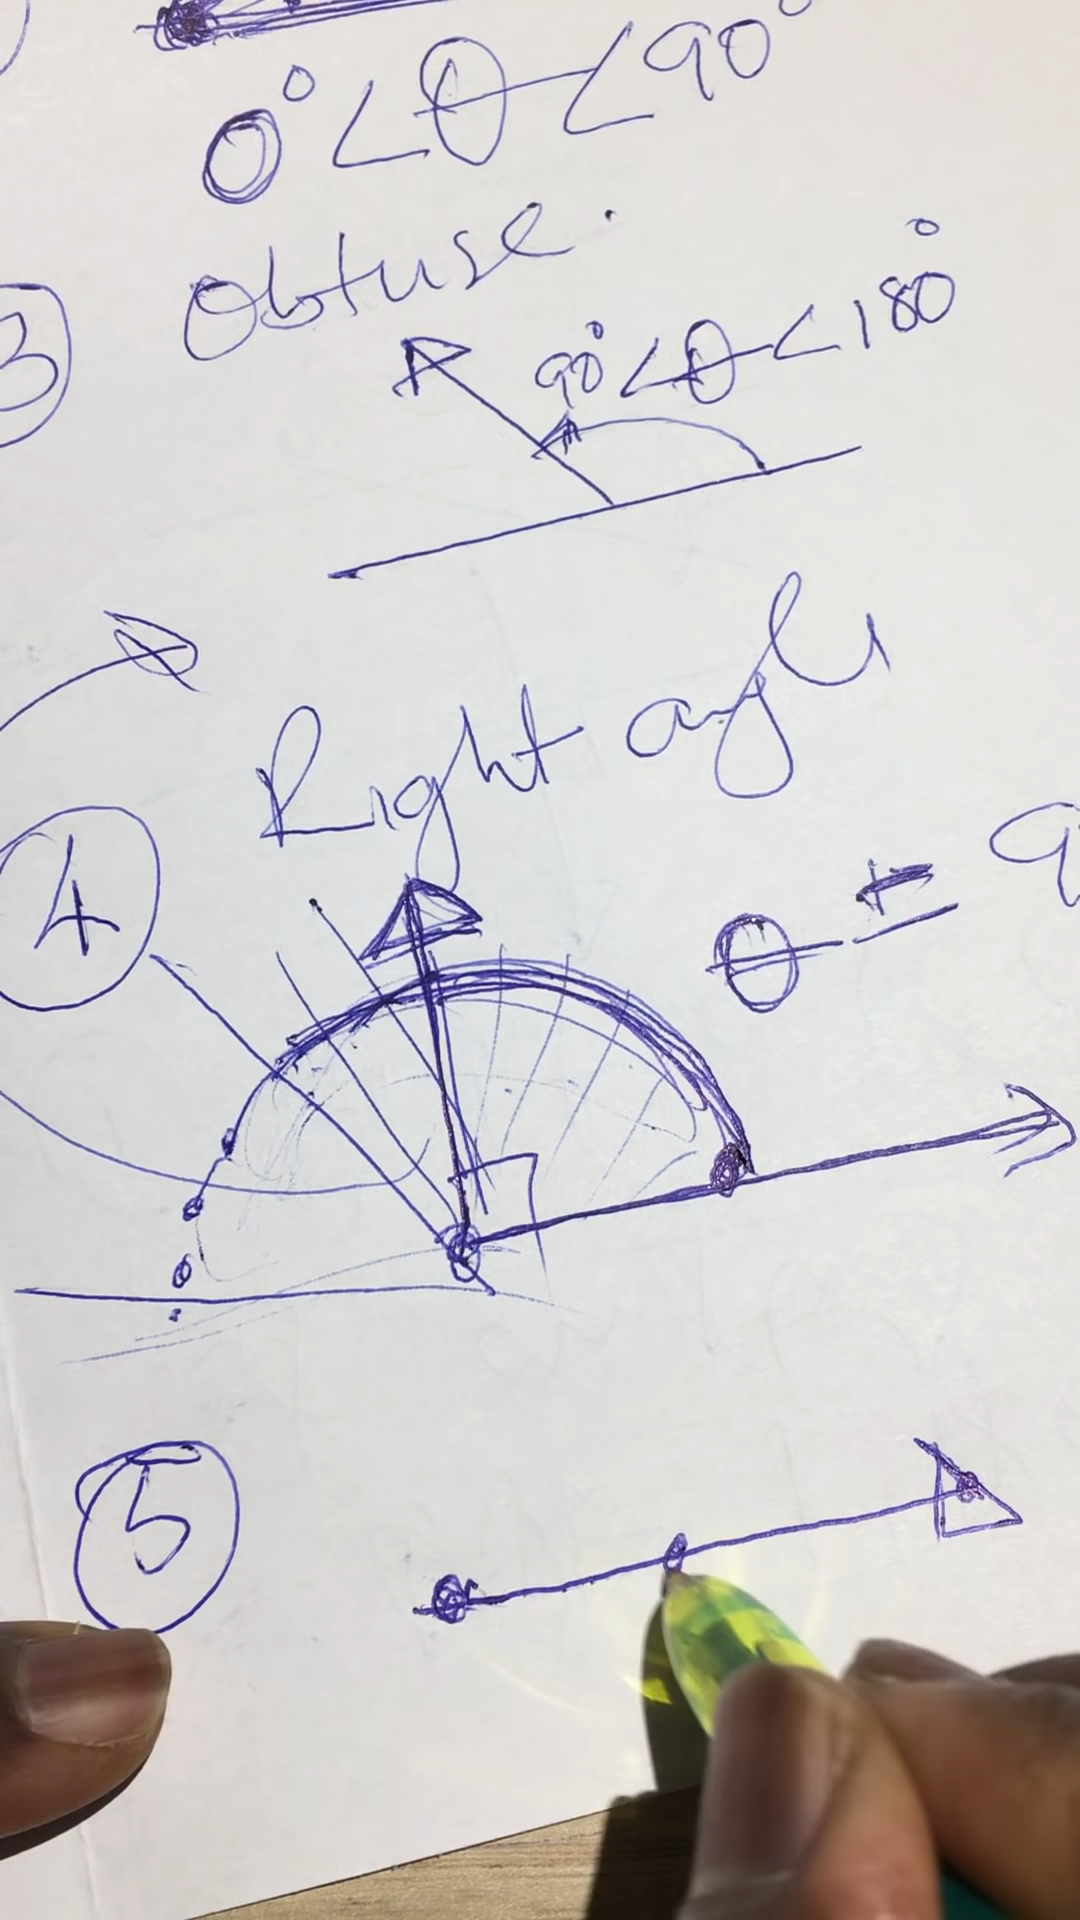 0° < θ < 90°
3
Obtuse.
90° < θ < 180°
Right angle
4
θ = 9
5